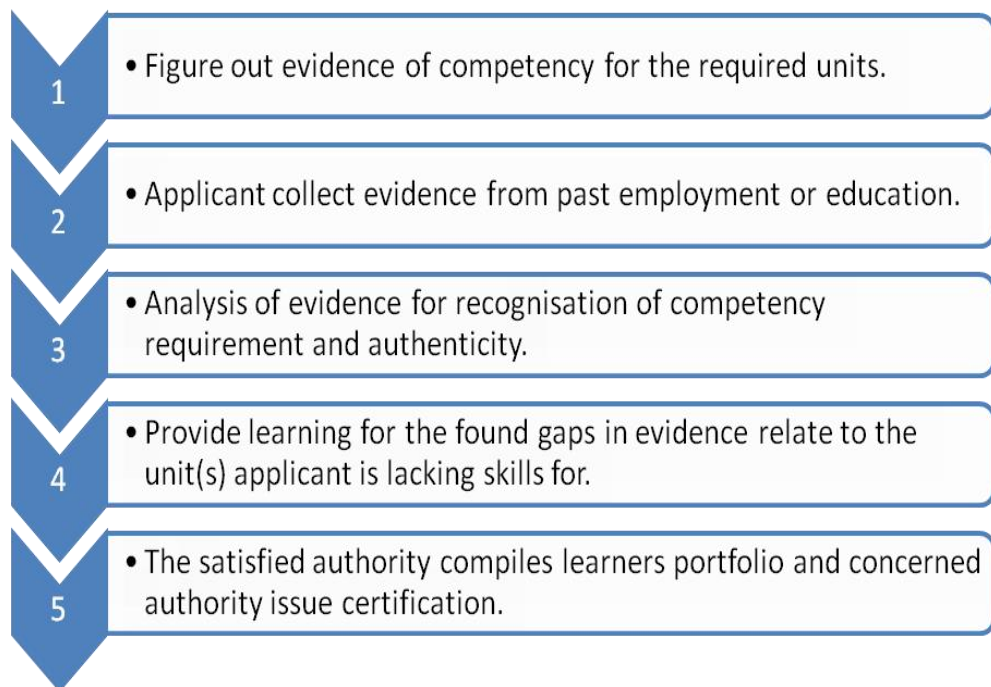 1
• Figure out evidence of competency for the required units.
2
• Applicant collect evidence from past employment or education.
3
• Analysis of evidence for recognisation of competency
requirement and authenticity.
4
• Provide learning for the found gaps in evidence relate to the
unit(s) applicant is lacking skills for.
5
• The satisfied authority compiles learners portfolio and concerned
authority issue certification.